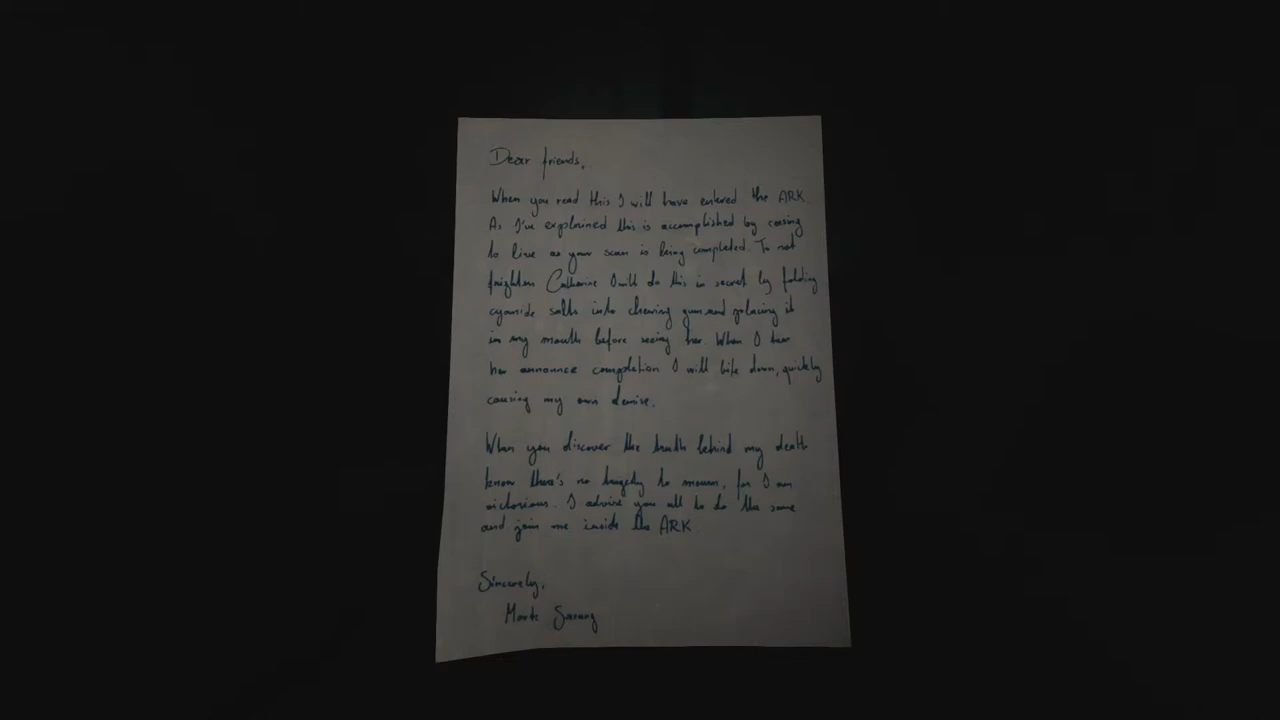 Dear friends,
When you read this I will have entered the ARK.
As I've explained this is accomplished by ceasing
to live as your scan is being completed. To not
frighten Catherine I will do this in secret by folding
cyanide salts into chewing gum and placing it
in my mouth before seeing her. When I hear
her announce completion I will bite down, quickly
causing my own demise.
When you discover the truth behind my death
know there's no tragedy to mourn, for I am
victorious. I advise you all to do the same
and join me inside the ARK
Sincerely,
Mark Sarang